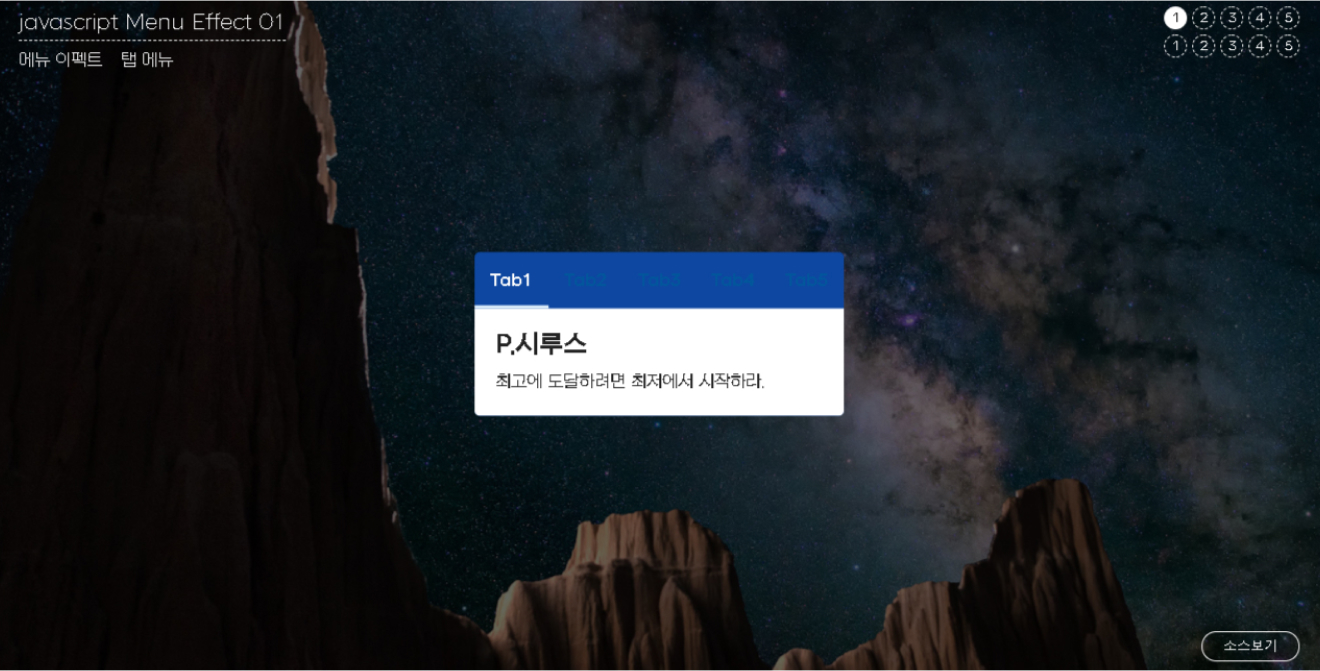 javascript Menu Effect 01
메뉴 이펙트 탭 메뉴
1 2 3 4 5
1 2 3 4 5
Tab1 Tab2 Tab3 Tab4 Tab5
P.시루스
최고에 도달하려면 최저에서 시작하라.
소스보기